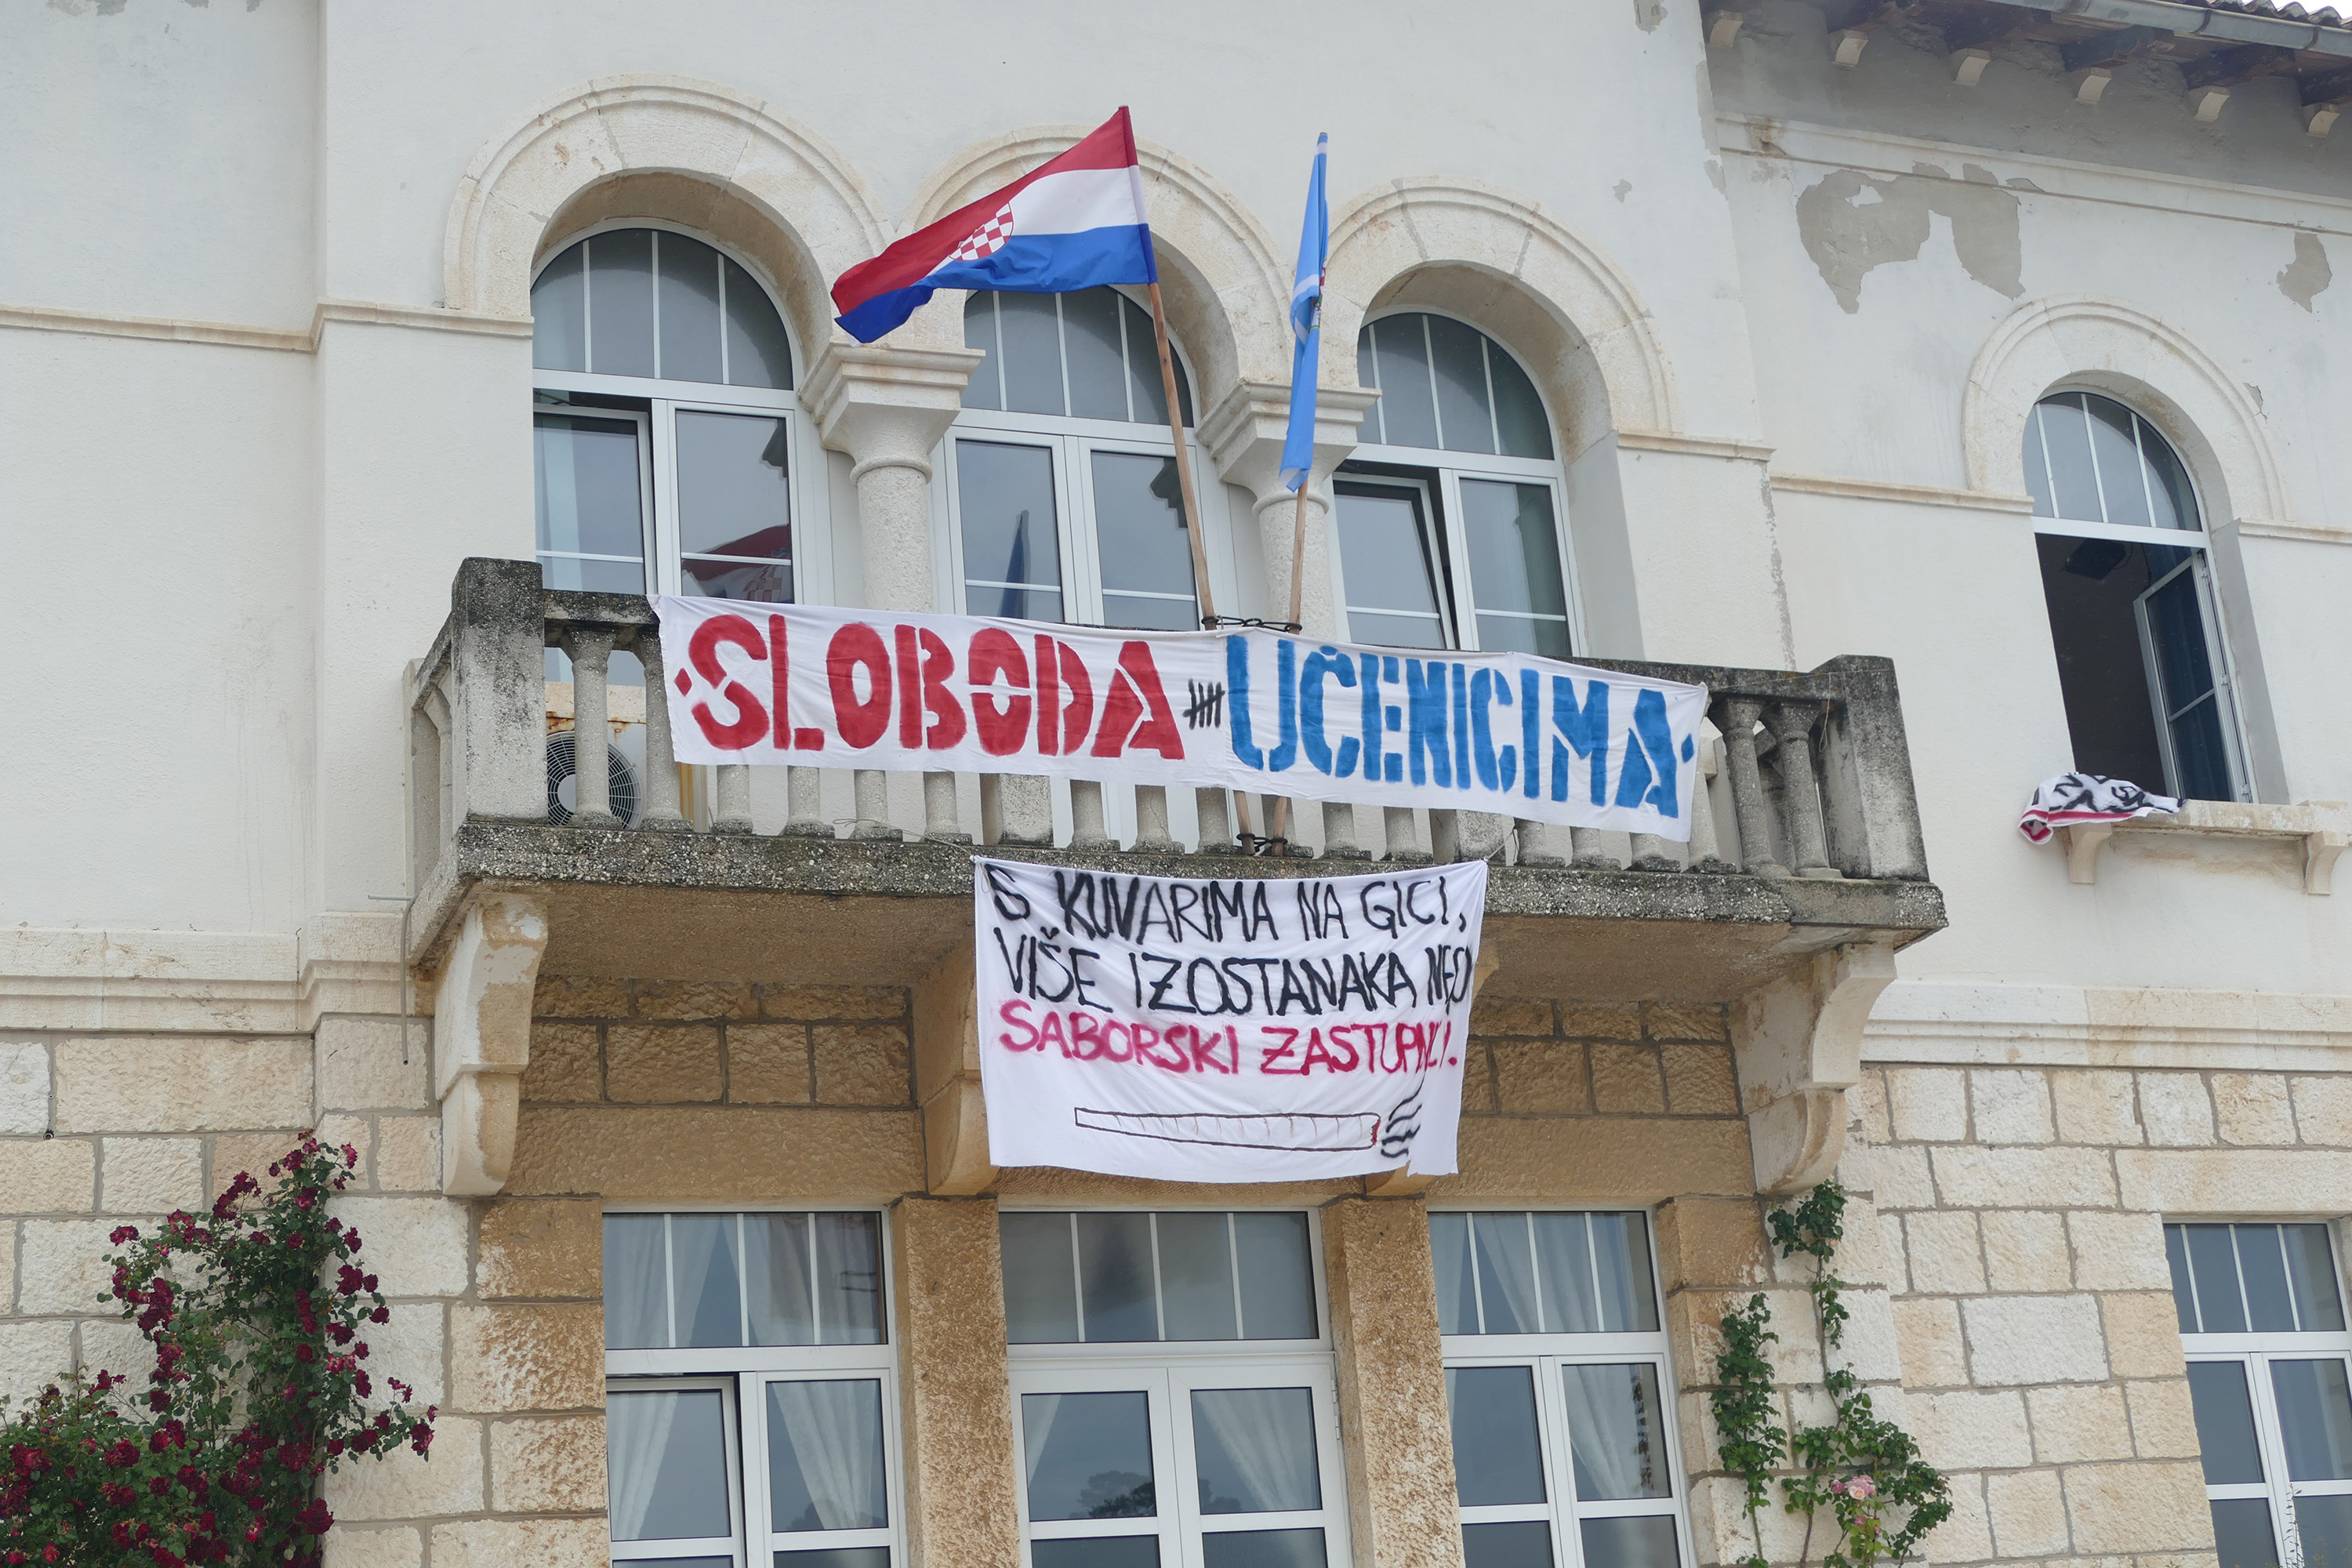 ·SLOBODA UČENICIMA·
S KUVARIMA NA GICI,
VIŠE IZOSTANAKA NEGO
SABORSKI ZASTUPNICI.